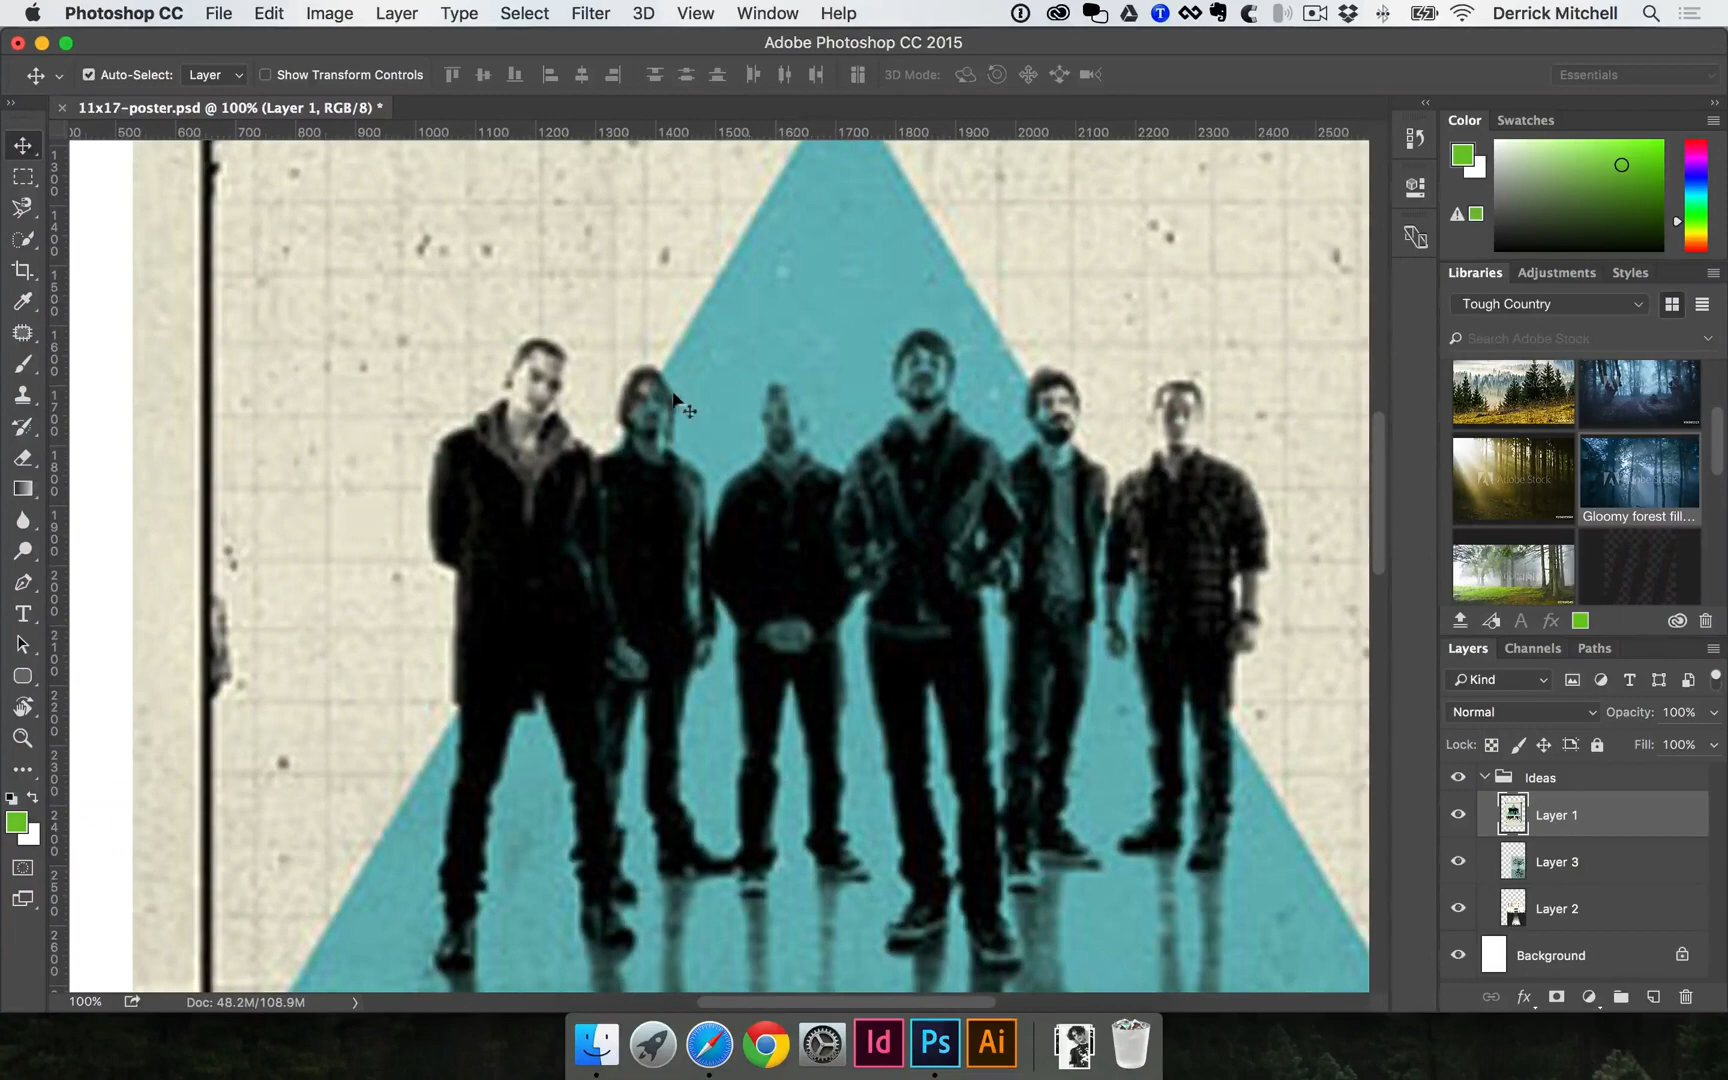 Photoshop CC File Edit Image Layer Type Select Filter 3D View Window Help Derrick Mitchell
Adobe Photoshop CC 2015
Auto-Select: Layer Show Transform Controls 3D Mode: Essentials
11x17-poster.psd @ 100% (Layer 1, RGB/8) *
500 600 700 800 900 1000 1100 1200 1300 1400 1500 1600 1700 1800 1900 2000 2100 2200 2300 2400 2500
Color Swatches
Libraries Adjustments Styles
Tough Country
Search Adobe Stock
Adobe Stock
Gloomy forest fill...
Layers Channels Paths
Kind
Normal Opacity: 100%
Lock: Fill: 100%
Ideas
Layer 1
Layer 3
Layer 2
Background
100% Doc: 48.2M/108.9M
Id Ps Ai